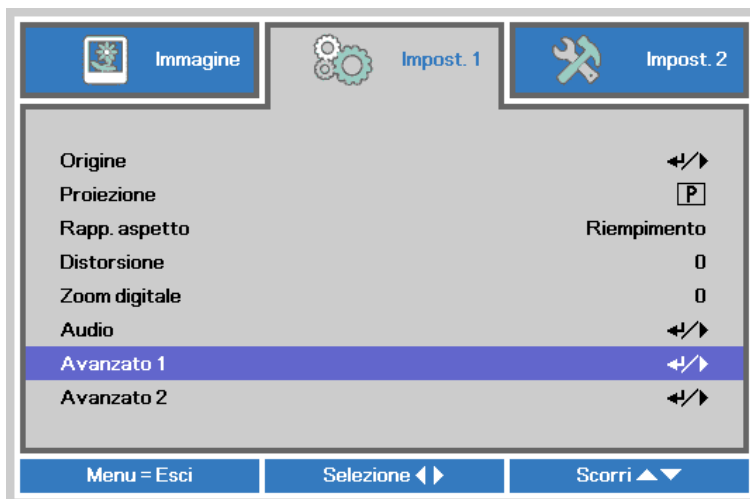 Immagine
Impost. 1
Impost. 2
Origine
Proiezione P
Rapp. aspetto Riempimento
Distorsione 0
Zoom digitale 0
Audio
Avanzato 1
Avanzato 2
Menu = Esci
Selezione
Scorri